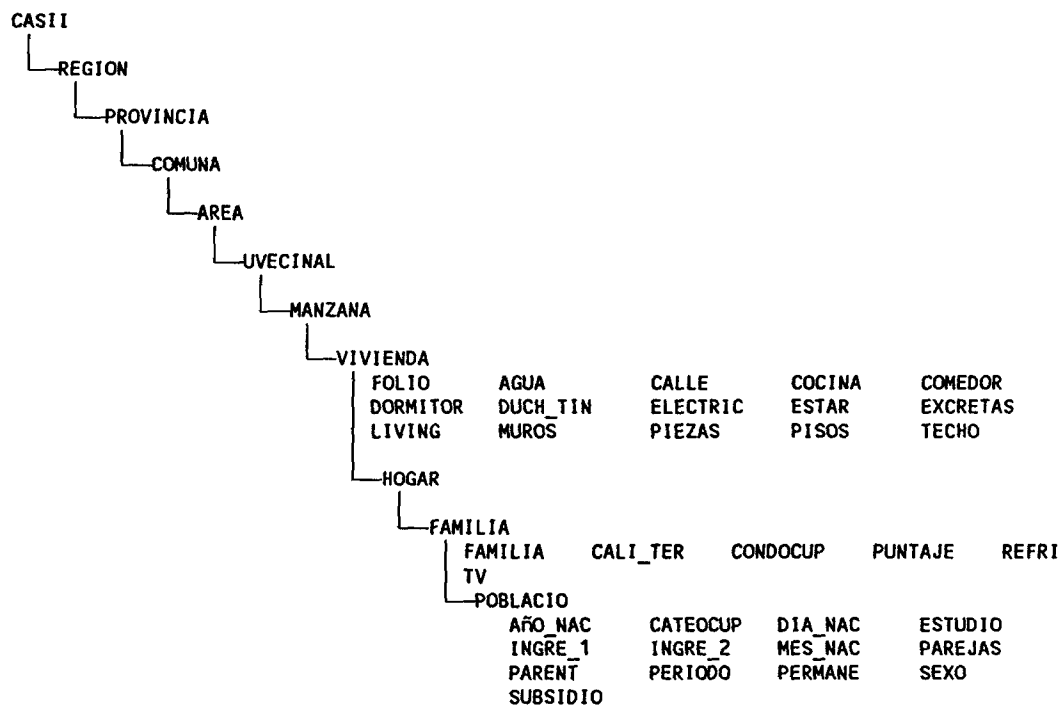 CASII
REGION
PROVINCIA
COMUNA
AREA
UVECINAL
MANZANA
VIVIENDA
FOLIO AGUA CALLE COCINA COMEDOR
DORMITOR DUCH_TIN ELECTRIC ESTAR EXCRETAS
LIVING MUROS PIEZAS PISOS TECHO
HOGAR
FAMILIA
FAMILIA CALI_TER CONDOCUP PUNTAJE REFRI
TV
POBLACIO
AñO_NAC CATEOCUP DIA_NAC ESTUDIO
INGRE_1 INGRE_2 MES_NAC PAREJAS
PARENT PERIODO PERMANE SEXO
SUBSIDIO